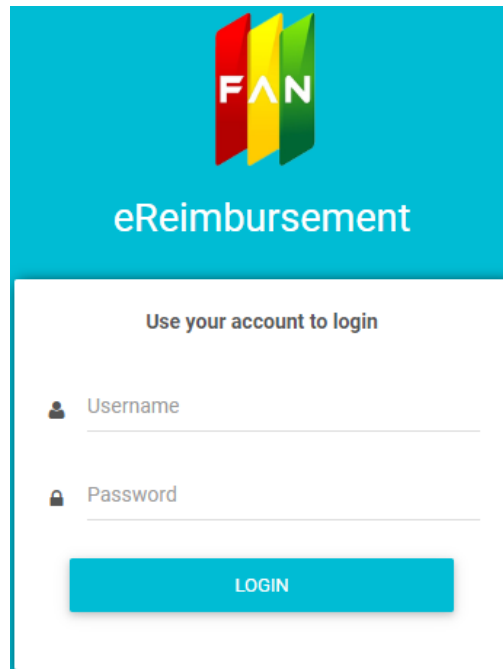 FAN
eReimbursement
Use your account to login
Username
Password
LOGIN